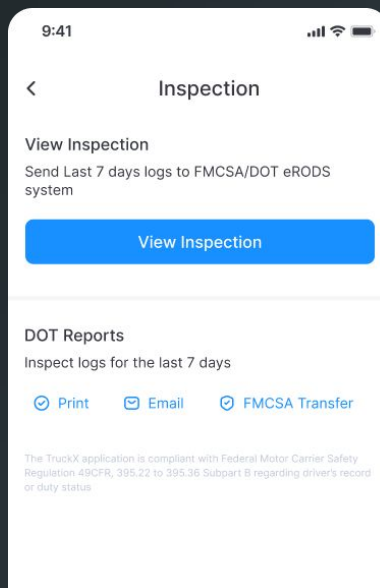 9:41
Inspection
View Inspection
Send Last 7 days logs to FMCSA/DOT eRODS
system
View Inspection
DOT Reports
Inspect logs for the last 7 days
Print Email FMCSA Transfer
The TruckX application is compliant with Federal Motor Carrier Safety
Regulation 49CFR, 395.22 to 395.36 Subpart B regarding driver's record
or duty status